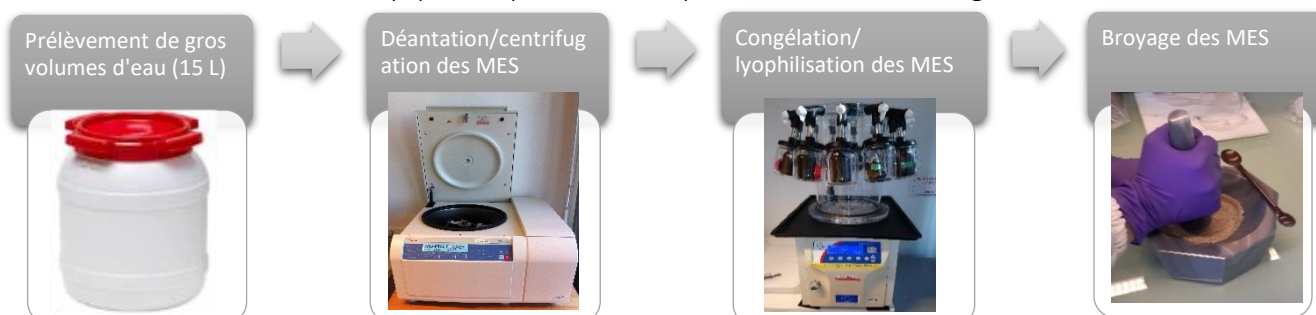 Prélèvement de gros
volumes d'eau (15 L)
Déantation/centrifug
ation des MES
Congélation/
lyophilisation des MES
Broyage des MES